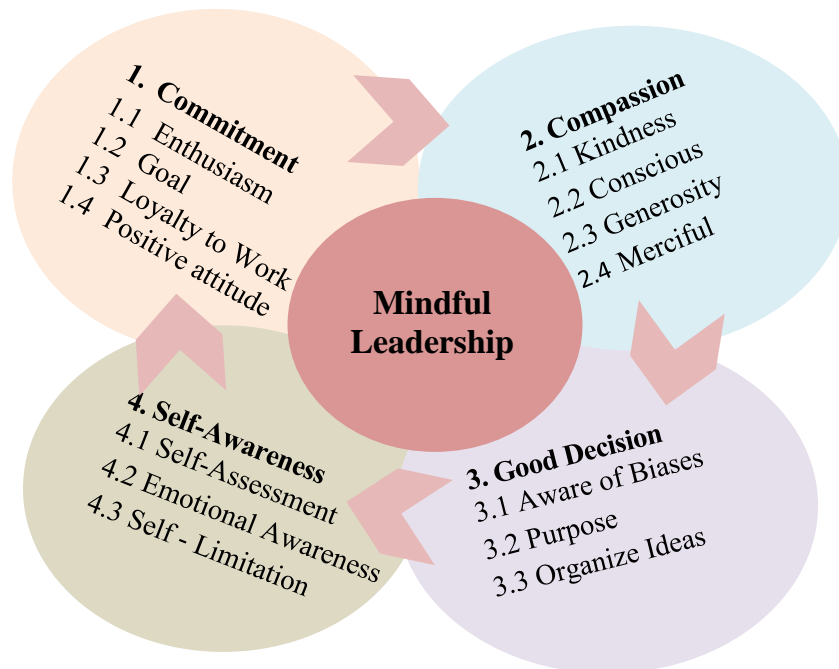 1. Commitment
1.1 Enthusiasm
1.2 Goal
1.3 Loyalty to Work
1.4 Positive attitude
2. Compassion
2.1 Kindness
2.2 Conscious
2.3 Generosity
2.4 Merciful
Mindful
Leadership
3. Good Decision
3.1 Aware of Biases
3.2 Purpose
3.3 Organize Ideas
4. Self-Awareness
4.1 Self-Assessment
4.2 Emotional Awareness
4.3 Self - Limitation